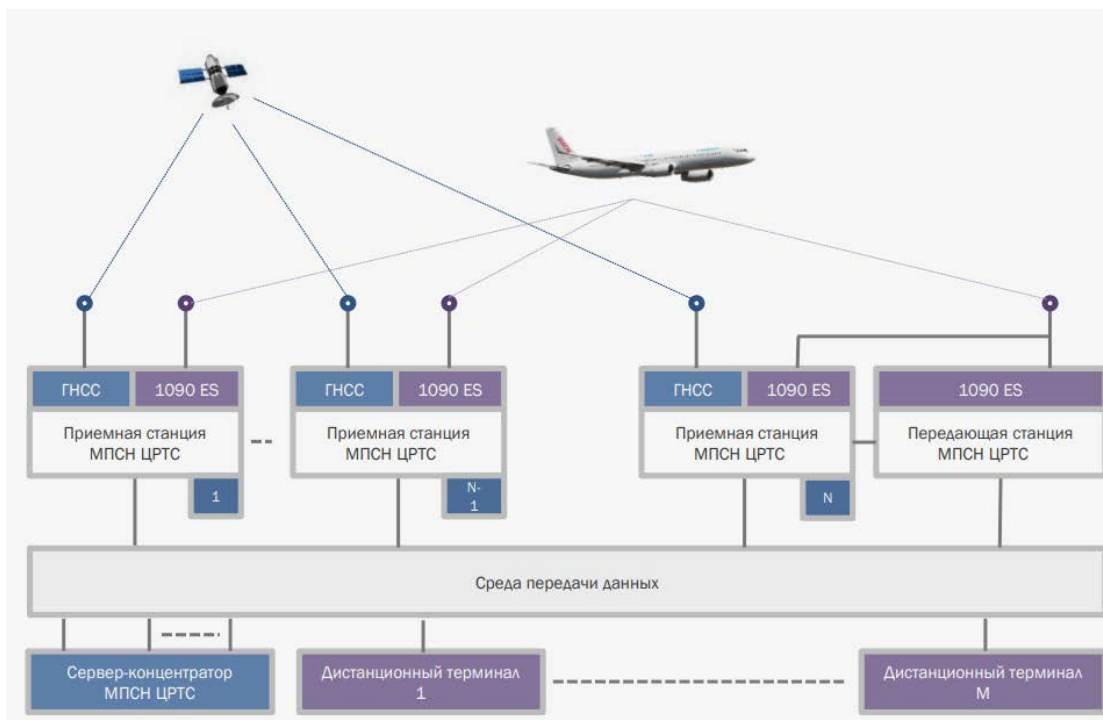 ГНСС
1090 ES
ГНСС
1090 ES
ГНСС
1090 ES
1090 ES
Приемная станция
МПСН ЦРТС
Приемная станция
МПСН ЦРТС
Приемная станция
МПСН ЦРТС
Передающая станция
МПСН ЦРТС
1
N-
1
N
Среда передачи данных
Сервер-концентратор
МПСН ЦРТС
Дистанционный терминал
1
Дистанционный терминал
M